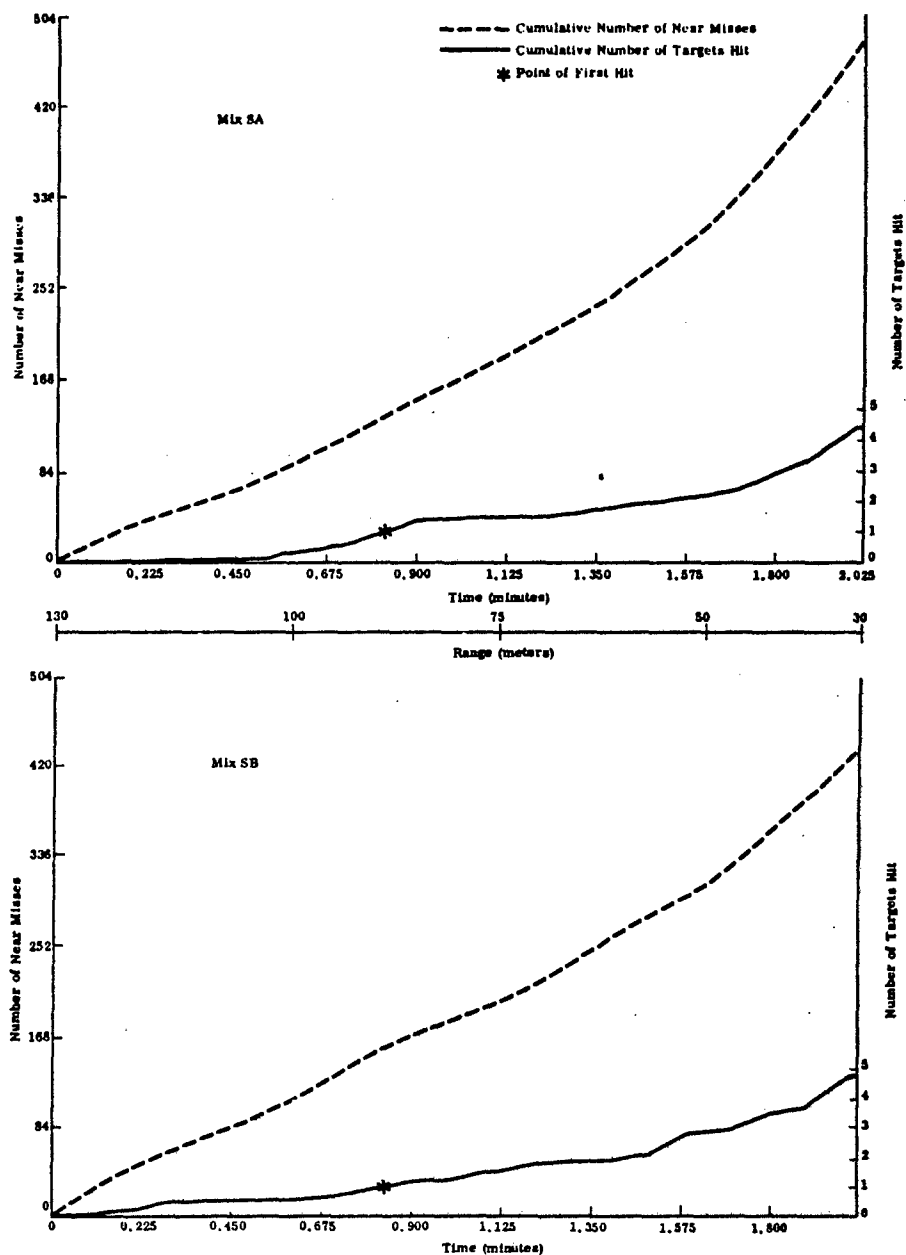 504
Cumulative Number of Near Misses
Cumulative Number of Targets Hit
* Point of First Hit
420
Mix SA
336
Number of Near Misses
Number of Targets Hit
252
168
5
4
84
3
2
1
0
0
0 0.225 0.450 0.675 0.900 1.125 1.350 1.575 1.800 2.025
Time (minutes)
130 100 75 50 30
Range (meters)
504
Mix SB
420
336
Number of Near Misses
Number of Targets Hit
252
168
5
4
84
3
2
1
0
0
0 0.225 0.450 0.675 0.900 1.125 1.350 1.575 1.800
Time (minutes)